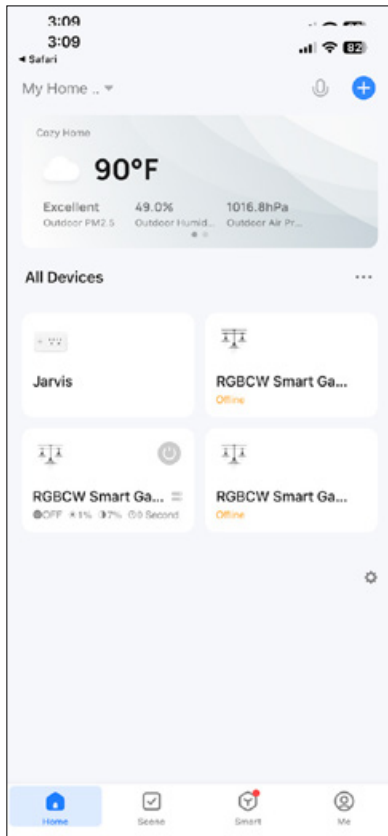 3:09
3:09
82
◂ Safari
My Home .. ▾
Cozy Home
90°F
Excellent 49.0% 1016.8hPa
Outdoor PM2.5 Outdoor Humid... Outdoor Air Pr...
All Devices
Jarvis
RGBCW Smart Ga...
Offline
RGBCW Smart Ga...
OFF 1% 7% 0 Second
RGBCW Smart Ga...
Offline
Home Scene Smart Me